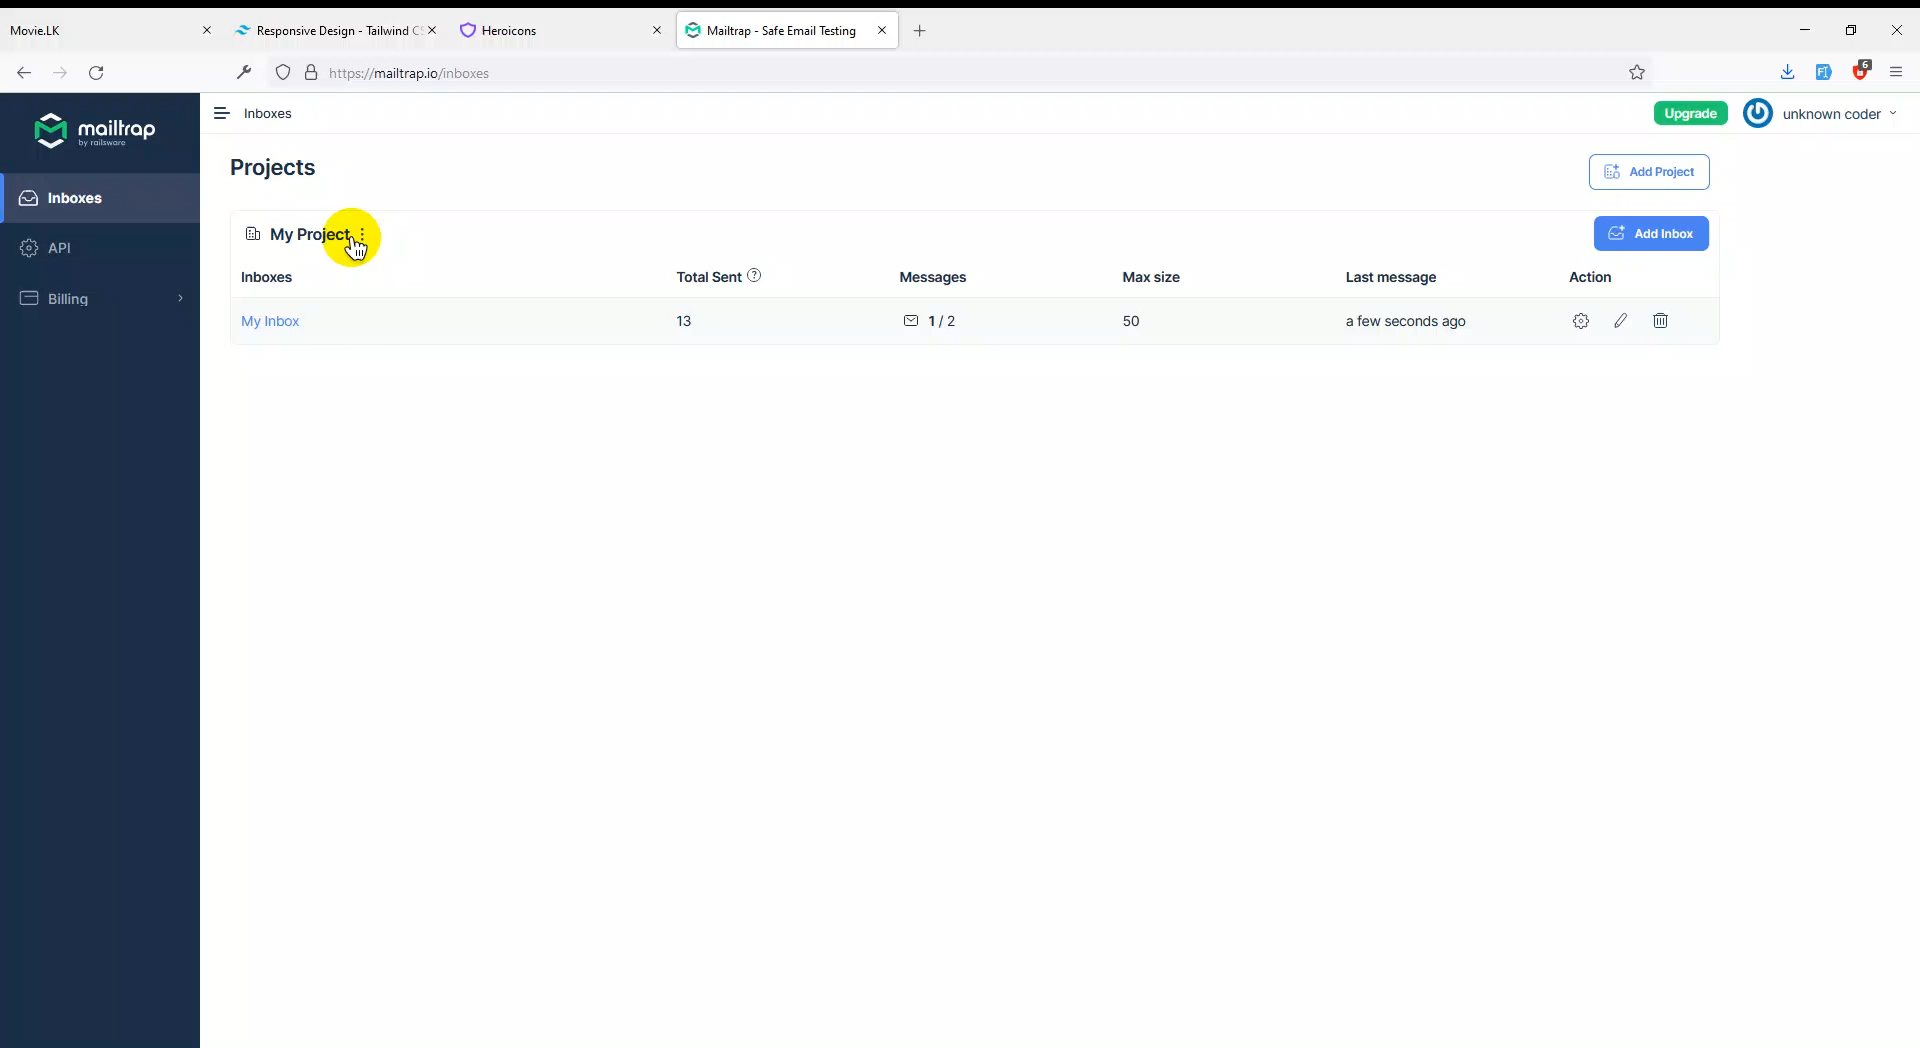 Movie.LK
Responsive Design - Tailwind CS
Heroicons
Mailtrap - Safe Email Testing
https://mailtrap.io/inboxes
6
mailtrap
by railsware
Inboxes
Upgrade
unknown coder
Inboxes
API
Billing
Projects
Add Project
My Project
Add Inbox
Inboxes
Total Sent
Messages
Max size
Last message
Action
My Inbox
13
1 / 2
50
a few seconds ago